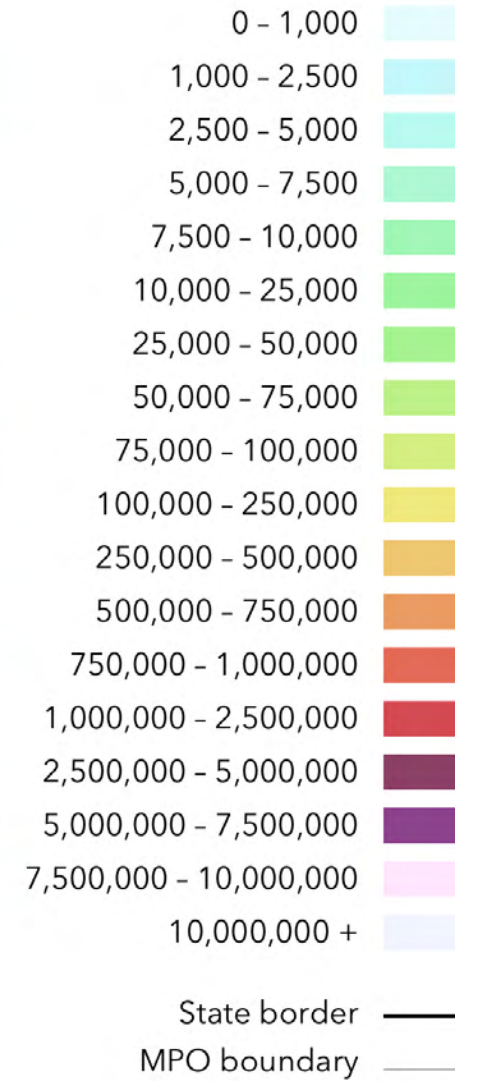 0 – 1,000
1,000 – 2,500
2,500 – 5,000
5,000 – 7,500
7,500 – 10,000
10,000 – 25,000
25,000 – 50,000
50,000 – 75,000
75,000 – 100,000
100,000 – 250,000
250,000 – 500,000
500,000 – 750,000
750,000 – 1,000,000
1,000,000 – 2,500,000
2,500,000 – 5,000,000
5,000,000 – 7,500,000
7,500,000 – 10,000,000
10,000,000 +
State border
MPO boundary